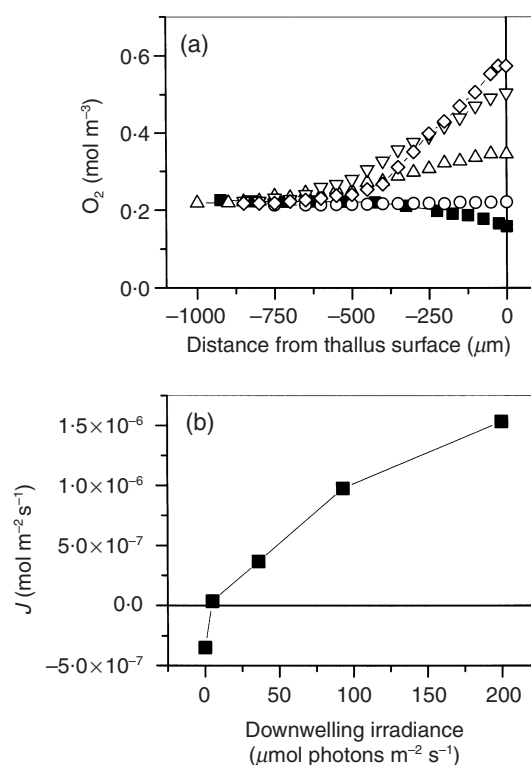 (a)
0·6
0·4
0·2
0·0
O₂ (mol m⁻³)
−1000 −750 −500 −250 0
Distance from thallus surface (μm)
(b)
1·5×10⁻⁶
1·0×10⁻⁶
5·0×10⁻⁷
0·0
−5·0×10⁻⁷
J (mol m⁻² s⁻¹)
0 50 100 150 200
Downwelling irradiance
(μmol photons m⁻² s⁻¹)